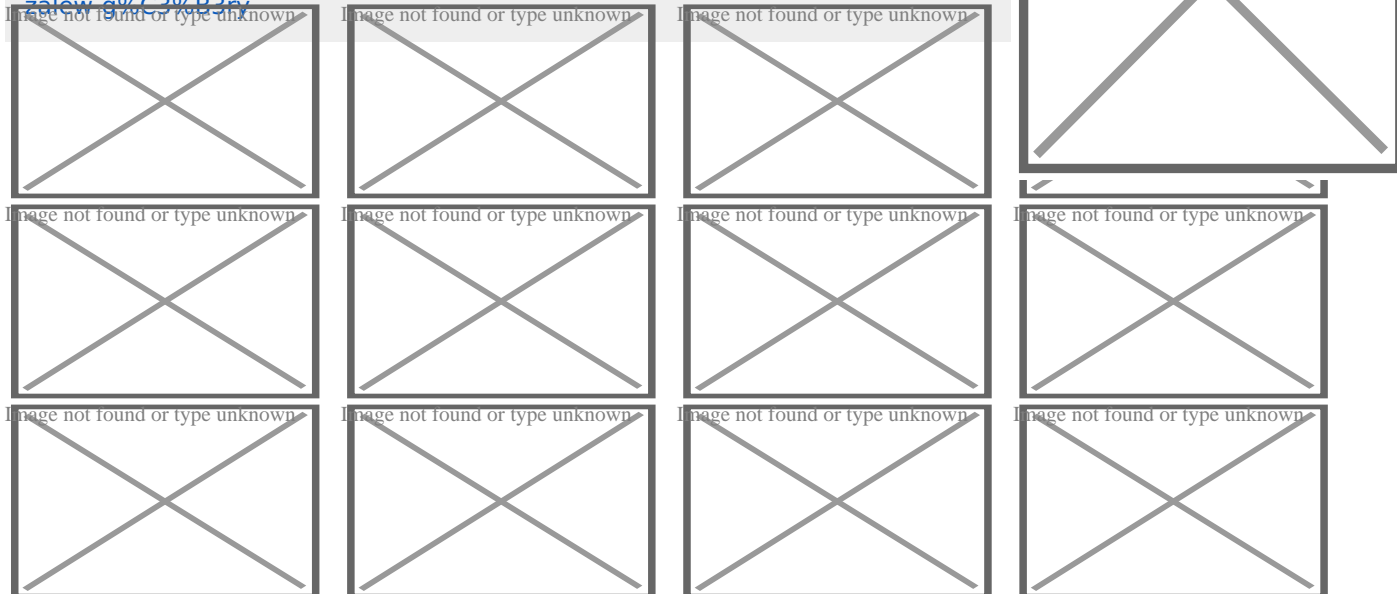 zalew-g%C3%B3ry
Image not found or type unknown Image not found or type unknown Image not found or type unknown
Image not found or type unknown Image not found or type unknown Image not found or type unknown Image not found or type unknown
Image not found or type unknown Image not found or type unknown Image not found or type unknown Image not found or type unknown